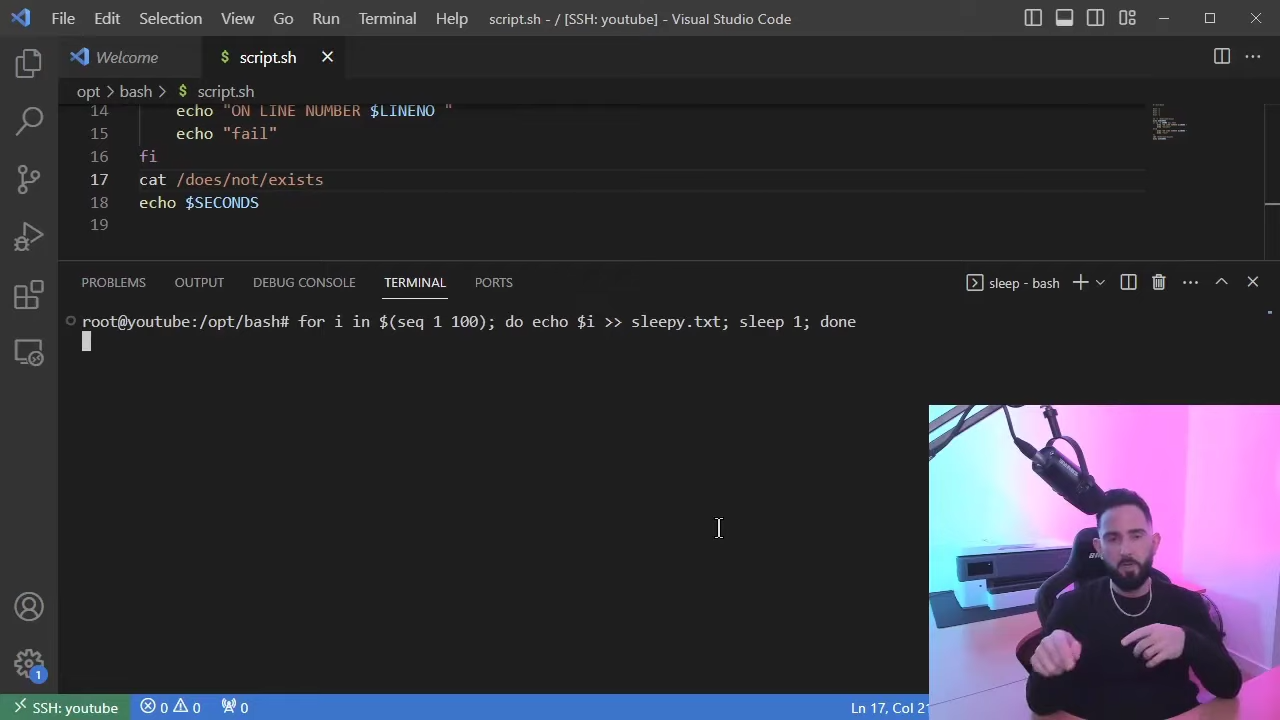 File Edit Selection View Go Run Terminal Help script.sh - / [SSH: youtube] - Visual Studio Code
Welcome $ script.sh
opt > bash > $ script.sh
14 echo "ON LINE NUMBER $LINENO "
15 echo "fail"
16 fi
17 cat /does/not/exists
18 echo $SECONDS
19
PROBLEMS OUTPUT DEBUG CONSOLE TERMINAL PORTS sleep - bash
root@youtube:/opt/bash# for i in $(seq 1 100); do echo $i >> sleepy.txt; sleep 1; done
1
SSH: youtube 0 0 0 Ln 17, Col 21